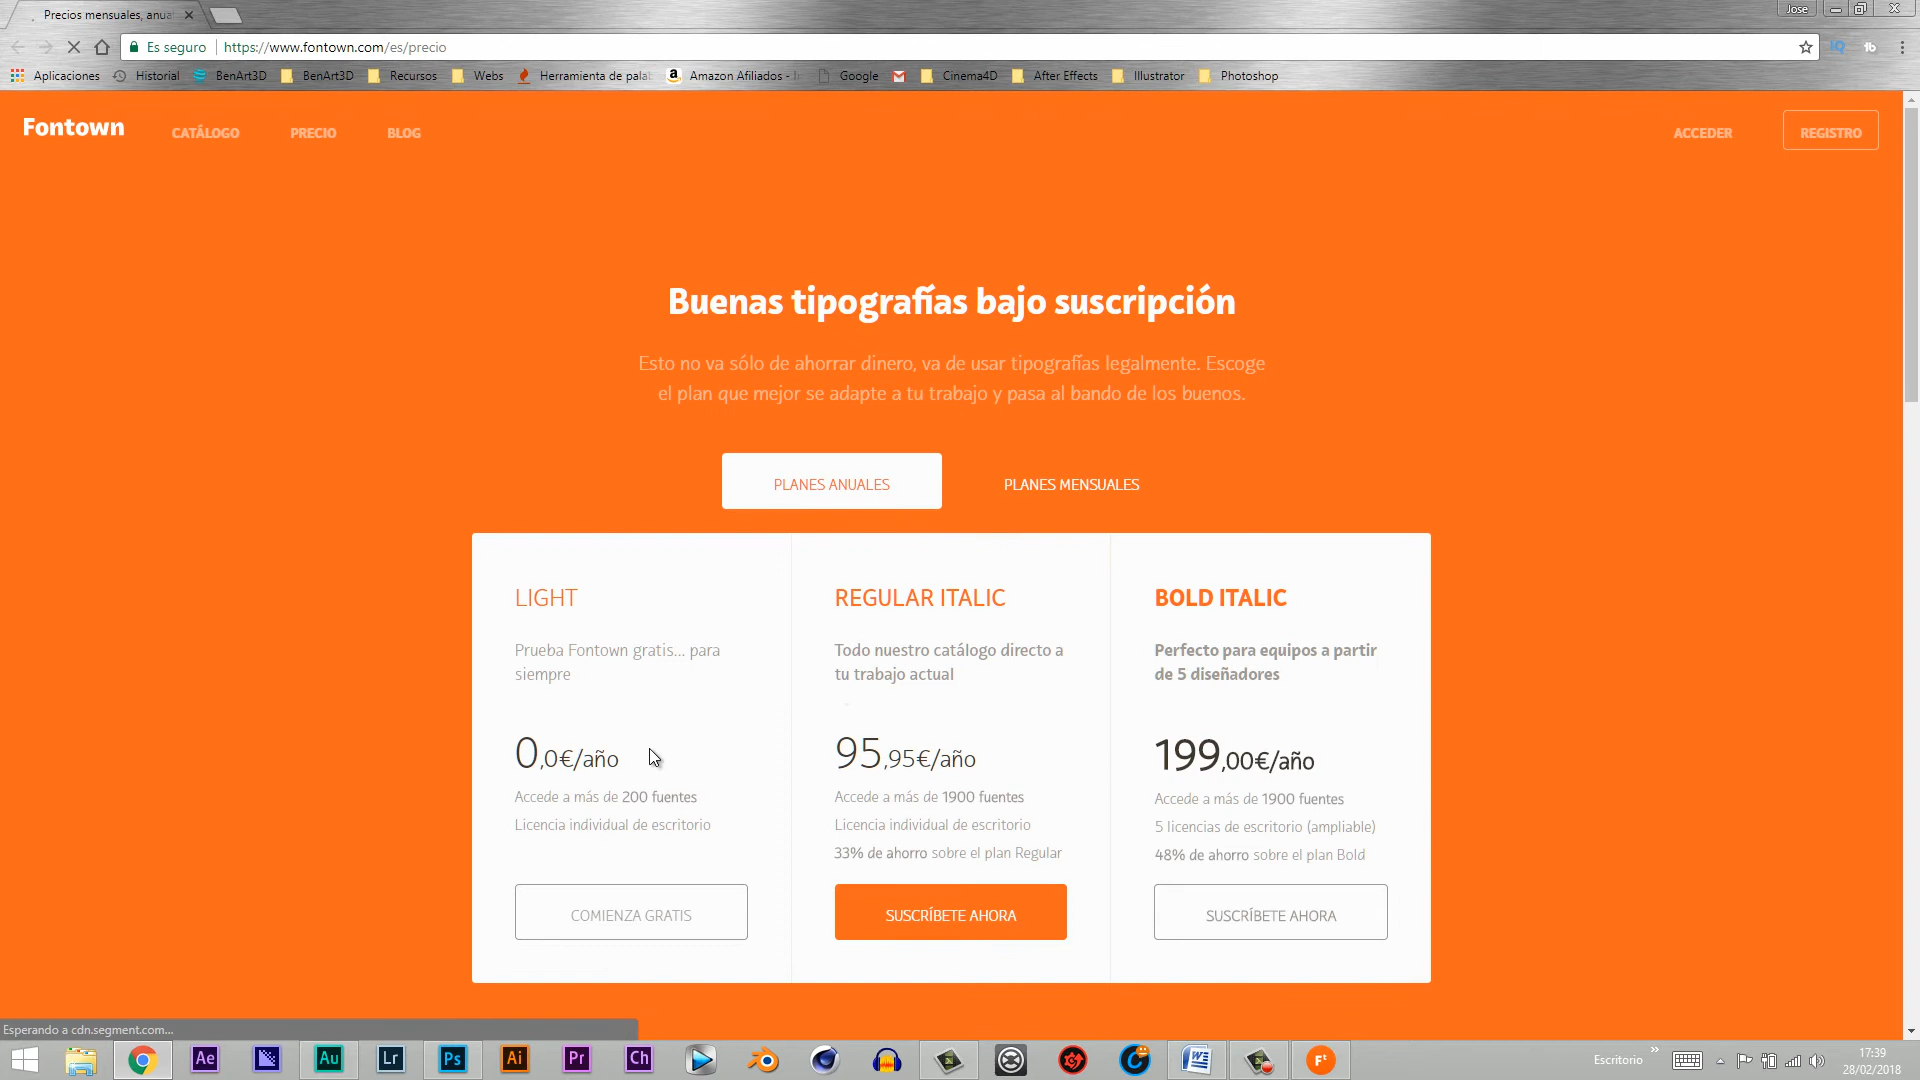 Precios mensuales, anua
Jose
Es seguro
https://www.fontown.com/es/precio
Aplicaciones
Historial
BenArt3D
BenArt3D
Recursos
Webs
Herramienta de pala
Amazon Afiliados - I
Google
Cinema4D
After Effects
Illustrator
Photoshop
Fontown
CATÁLOGO
PRECIO
BLOG
ACCEDER
REGISTRO
Buenas tipografías bajo suscripción
Esto no va sólo de ahorrar dinero, va de usar tipografías legalmente. Escoge
el plan que mejor se adapte a tu trabajo y pasa al bando de los buenos.
PLANES ANUALES
PLANES MENSUALES
LIGHT
Prueba Fontown gratis... para
siempre
0,0€/año
Accede a más de 200 fuentes
Licencia individual de escritorio
COMIENZA GRATIS
REGULAR ITALIC
Todo nuestro catálogo directo a
tu trabajo actual
95,95€/año
Accede a más de 1900 fuentes
Licencia individual de escritorio
33% de ahorro sobre el plan Regular
SUSCRÍBETE AHORA
BOLD ITALIC
Perfecto para equipos a partir
de 5 diseñadores
199,00€/año
Accede a más de 1900 fuentes
5 licencias de escritorio (ampliable)
48% de ahorro sobre el plan Bold
SUSCRÍBETE AHORA
Esperando a cdn.segment.com...
Ae
Au
Lr
Ps
Ai
Pr
Ch
Ft
Escritorio
17:39
28/02/2018